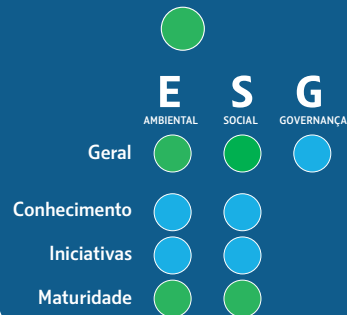 E S G
AMBIENTAL SOCIAL GOVERNANÇA
Geral
Conhecimento
Iniciativas
Maturidade